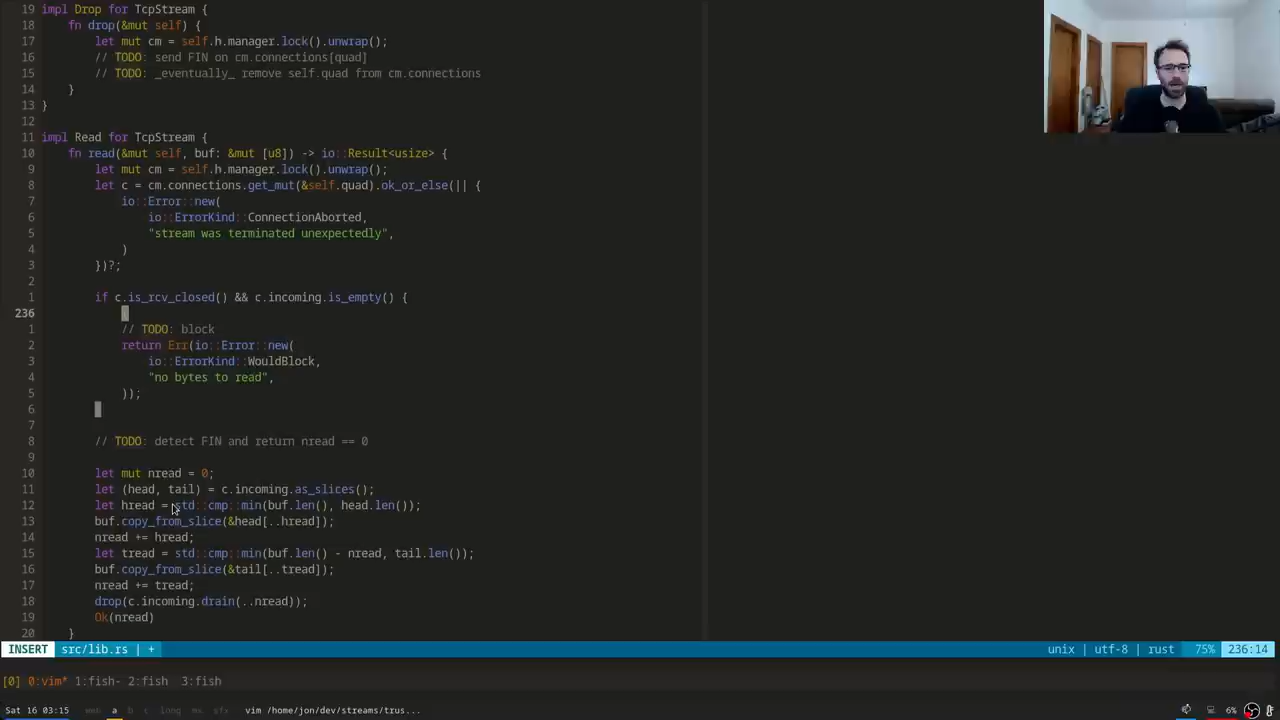 19 impl Drop for TcpStream {
18 fn drop(&mut self) {
17 let mut cm = self.h.manager.lock().unwrap();
16 // TODO: send FIN on cm.connections[quad]
15 // TODO: _eventually_ remove self.quad from cm.connections
14 }
13 }
12
11 impl Read for TcpStream {
10 fn read(&mut self, buf: &mut [u8]) -> io::Result<usize> {
9 let mut cm = self.h.manager.lock().unwrap();
8 let c = cm.connections.get_mut(&self.quad).ok_or_else(|| {
7 io::Error::new(
6 io::ErrorKind::ConnectionAborted,
5 "stream was terminated unexpectedly",
4 )
3 })?;
2
1 if c.is_rcv_closed() && c.incoming.is_empty() {
236
1 // TODO: block
2 return Err(io::Error::new(
3 io::ErrorKind::WouldBlock,
4 "no bytes to read",
5 ));
6
7
8 // TODO: detect FIN and return nread == 0
9
10 let mut nread = 0;
11 let (head, tail) = c.incoming.as_slices();
12 let hread = std::cmp::min(buf.len(), head.len());
13 buf.copy_from_slice(&head[..hread]);
14 nread += hread;
15 let tread = std::cmp::min(buf.len() - nread, tail.len());
16 buf.copy_from_slice(&tail[..tread]);
17 nread += tread;
18 drop(c.incoming.drain(..nread));
19 Ok(nread)
20 }
INSERT src/lib.rs | + unix | utf-8 | rust 75% 236:14
[0] 0:vim* 1:fish- 2:fish 3:fish
Sat 16 03:15 a b c long vim /home/jon/dev/streams/trus... 6%